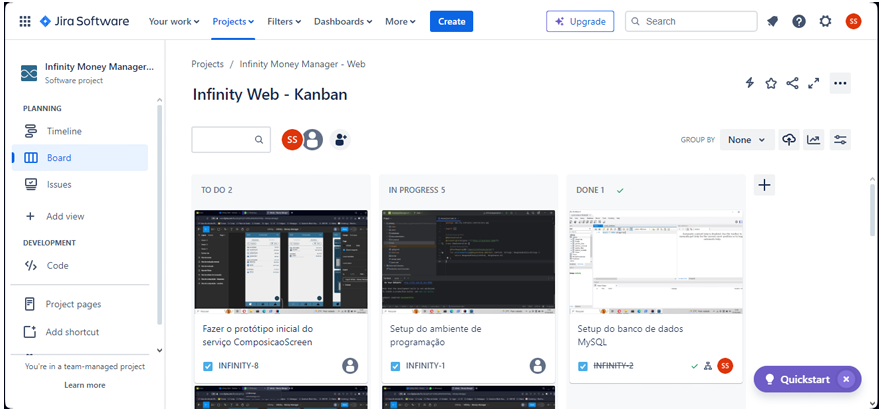 Jira Software
Your work
Projects
Filters
Dashboards
More
Create
Upgrade
Search
SS
Infinity Money Manager...
Software project
PLANNING
Timeline
Board
Issues
Add view
DEVELOPMENT
Code
Project pages
Add shortcut
You're in a team-managed project
Learn more
Projects / Infinity Money Manager - Web
Infinity Web - Kanban
SS
GROUP BY
None
TO DO 2
Fazer o protótipo inicial do
serviço ComposicaoScreen
INFINITY-8
IN PROGRESS 5
Setup do ambiente de
programação
INFINITY-1
DONE 1
Setup do banco de dados
MySQL
INFINITY-2
SS
Quickstart